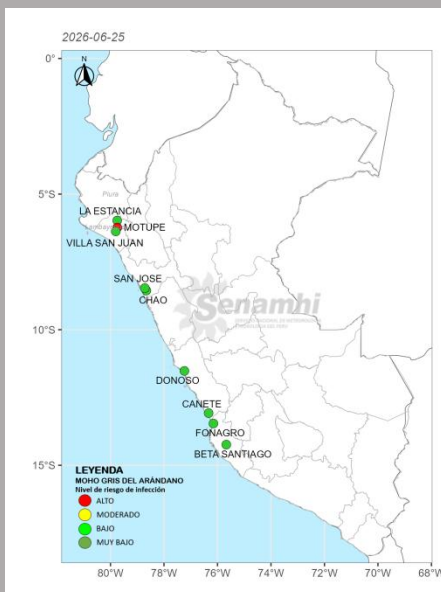 2026-06-25
N
0°
5°S
10°S
15°S
Piura
LA ESTANCIA
MOTUPE
VILLA SAN JUAN
SAN JOSE
CHAO
Senamhi
DONOSO
CANETE
FONAGRO
BETA SANTIAGO
LEYENDA
MOHO GRIS DEL ARÁNDANO
Nivel de riesgo de infección
ALTO
MODERADO
BAJO
MUY BAJO
80°W 78°W 76°W 74°W 72°W 70°W 68°W